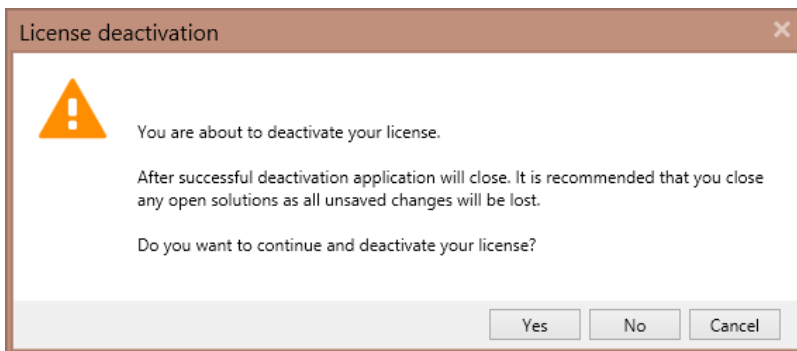 License deactivation
You are about to deactivate your license.
After successful deactivation application will close. It is recommended that you close
any open solutions as all unsaved changes will be lost.
Do you want to continue and deactivate your license?
Yes No Cancel